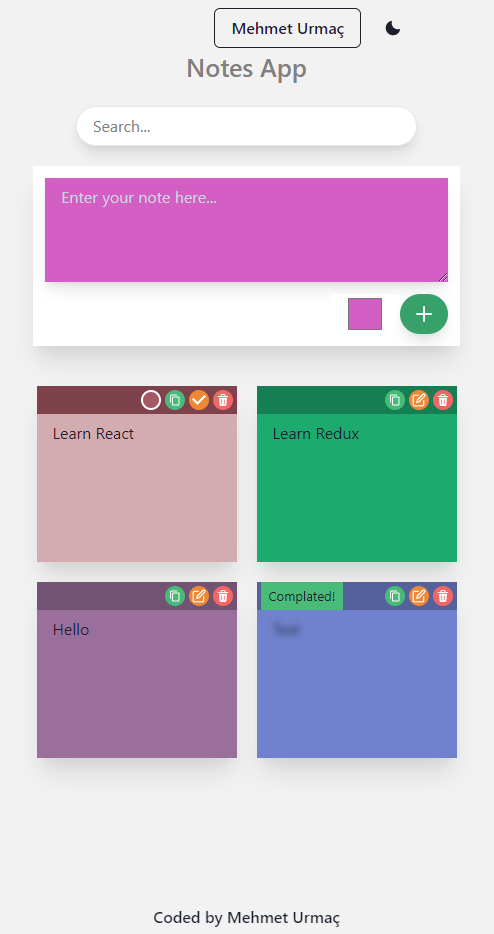 Mehmet Urmaç
Notes App
Search...
Enter your note here...
Learn React
Learn Redux
Hello
Complated!
Text
Coded by Mehmet Urmaç